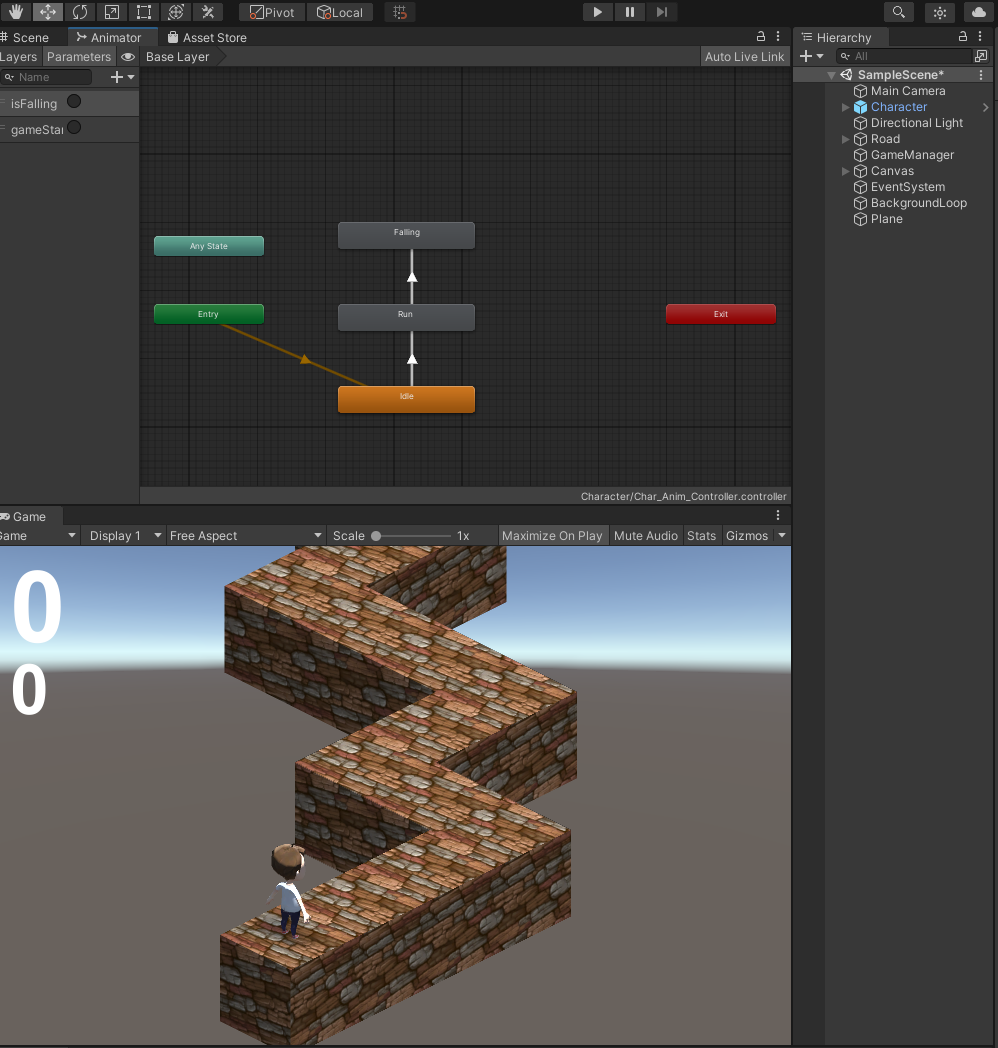 Pivot Local
Scene Animator Asset Store
Layers Parameters Base Layer Auto Live Link
Name
isFalling
gameStar
Any State
Entry
Falling
Run
Idle
Exit
Character/Char_Anim_Controller.controller
Hierarchy
All
SampleScene*
Main Camera
Character
Directional Light
Road
GameManager
Canvas
EventSystem
BackgroundLoop
Plane
Game
Game Display 1 Free Aspect Scale 1x Maximize On Play Mute Audio Stats Gizmos
0
0